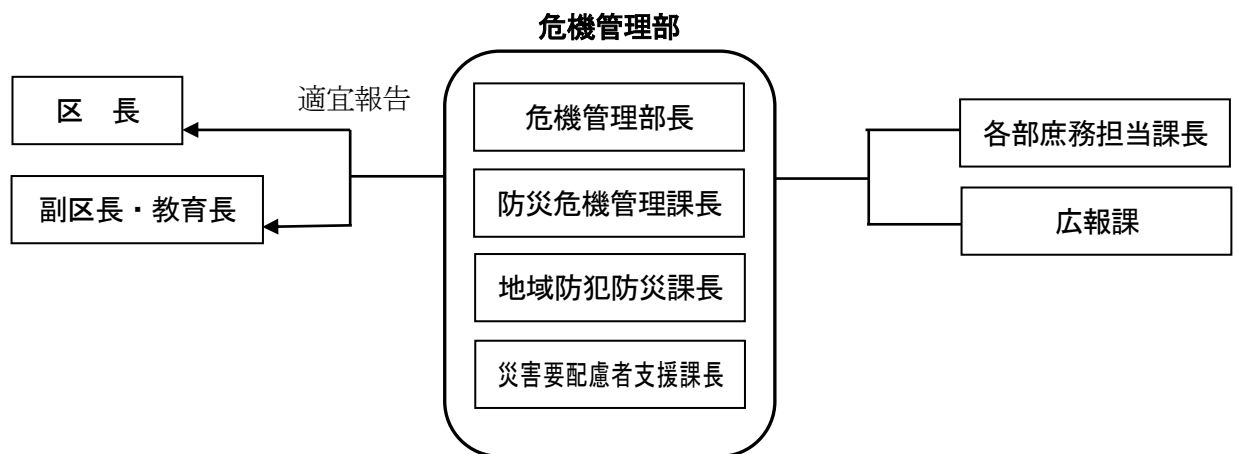 危機管理部
区　長
適宜報告
危機管理部長
各部庶務担当課長
副区長・教育長
防災危機管理課長
広報課
地域防犯防災課長
災害要配慮者支援課長